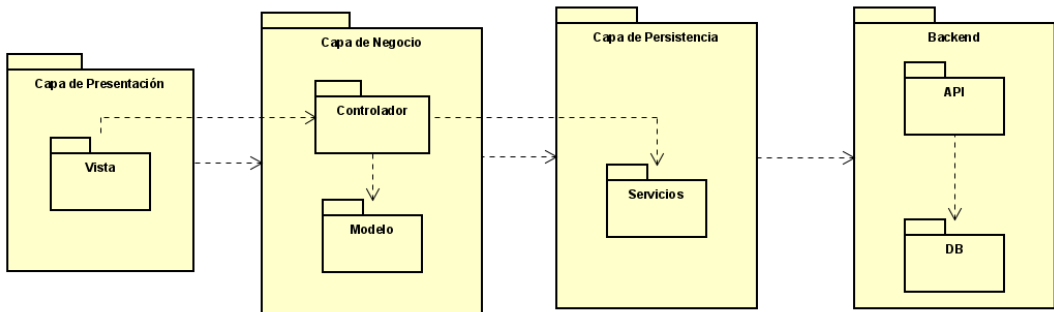 Capa de Presentación
Vista
Capa de Negocio
Controlador
Modelo
Capa de Persistencia
Servicios
Backend
API
DB